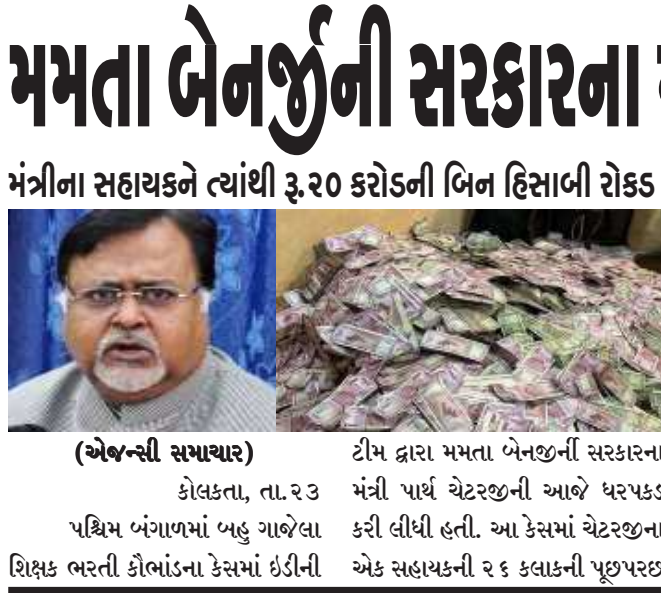 મમતા બેનર્જીની સરકારના
મંત્રીના સહાયકને ત્યાંથી રૂ.૨૦ કરોડની બિન હિસાબી રોકડ
(એજન્સી સમાચાર)
કોલકતા, તા.૨૩
પશ્ચિમ બંગાળમાં બહુ ગાજેલા
શિક્ષક ભરતી કૌભાંડના કેસમાં ઇડીની
ટીમ દ્વારા મમતા બેનર્જીની સરકારના
મંત્રી પાર્થ ચેટરજીની આજે ધરપકડ
કરી લીધી હતી. આ કેસમાં ચેટરજીના
એક સહાયકની ૨૬ કલાકની પૂછપરછ